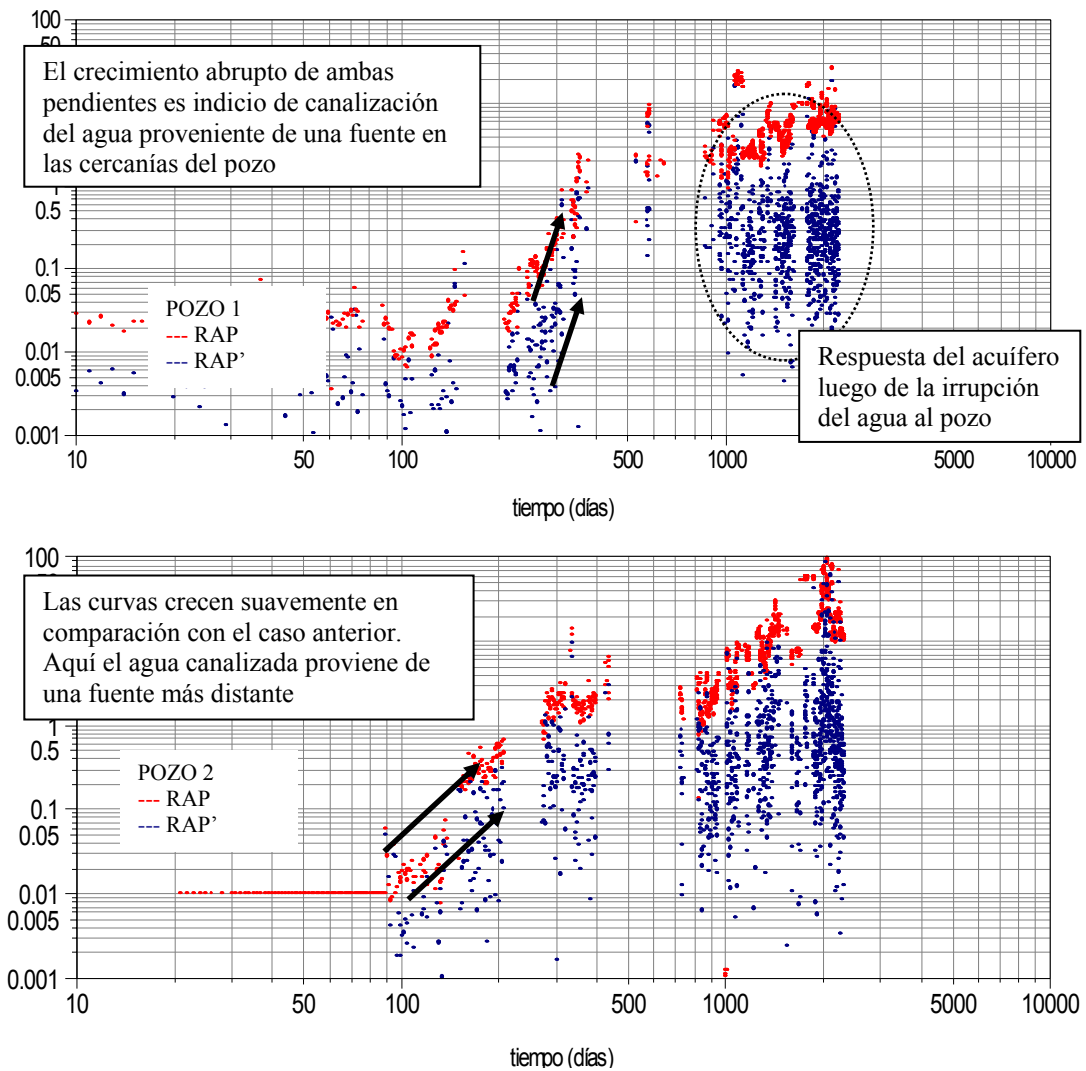 100
50
El crecimiento abrupto de ambas
pendientes es indicio de canalización
del agua proveniente de una fuente en
las cercanías del pozo
1
0.5
0.1
0.05
0.01
0.005
0.001
POZO 1
RAP
RAP’
Respuesta del acuífero
luego de la irrupción
del agua al pozo
10 50 100 500 1000 5000 10000
tiempo (días)
100
Las curvas crecen suavemente en
comparación con el caso anterior.
Aquí el agua canalizada proviene de
una fuente más distante
1
0.5
0.1
0.05
0.01
0.005
0.001
POZO 2
RAP
RAP’
10 50 100 500 1000 5000 10000
tiempo (días)